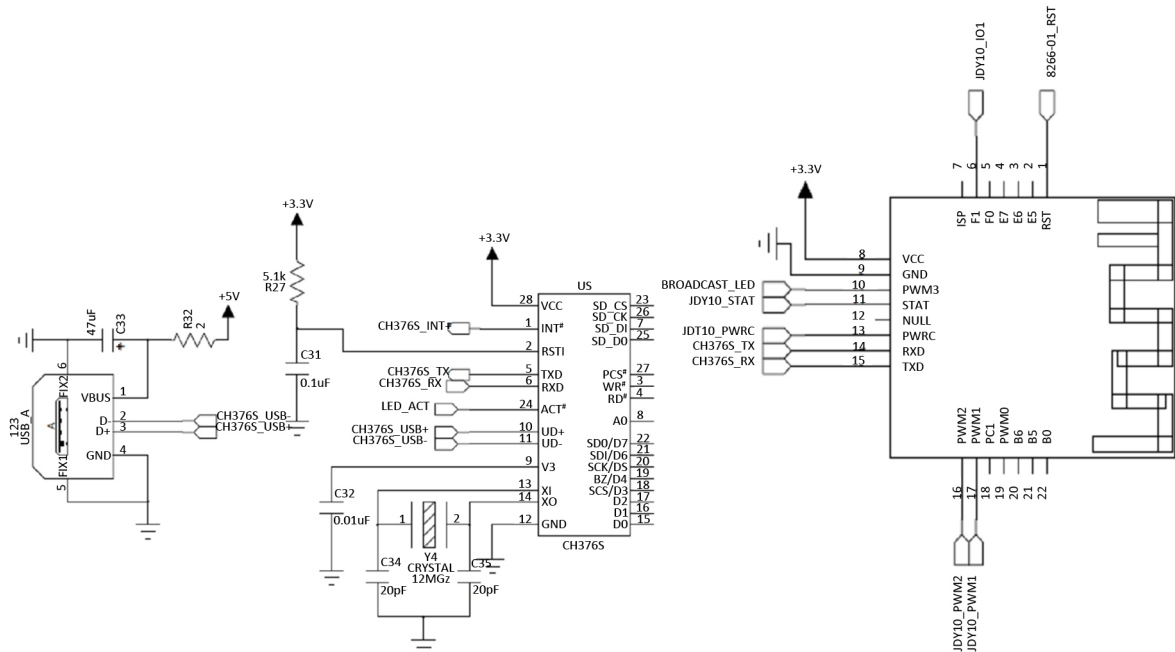 +5V
47uF
C33
R32
2
6
FIX2
VBUS
1
D-
2
CH376S_USB-
D+
3
CH376S_USB+
GND
4
123
USB_A
A
FIX1
5
+3.3V
5.1k
R27
C31
0.1uF
+3.3V
US
28 VCC
CH376S_INT# 1 INT#
2 RSTI
CH376S_TX 5 TXD
CH376S_RX 6 RXD
LED_ACT 24 ACT#
CH376S_USB+ 10 UD+
CH376S_USB- 11 UD-
9 V3
13 XI
14 XO
12 GND
SD_CS 23
SD_CK 26
SD_DI 7
SD_D0 25
PCS# 27
WR# 3
RD# 4
A0 8
SD0/D7 22
SDI/D6 21
SCK/DS 20
BZ/D4 19
SCS/D3 18
D2 17
D1 16
D0 15
CH376S
C32
0.01uF
1
2
Y4
CRYSTAL
12MGz
C34
20pF
C35
20pF
JDY10_IO1
8266-01_RST
7
6
5
4
3
2
1
ISP
F1
F0
E7
E6
E5
RST
+3.3V
8 VCC
9 GND
BROADCAST_LED 10 PWM3
JDY10_STAT 11 STAT
12 NULL
JDT10_PWRC 13 PWRC
CH376S_TX 14 RXD
CH376S_RX 15 TXD
PWM2
PWM1
PC1
PWM0
B6
B5
B0
16
17
18
19
20
21
22
JDY10_PWM2
JDY10_PWM1